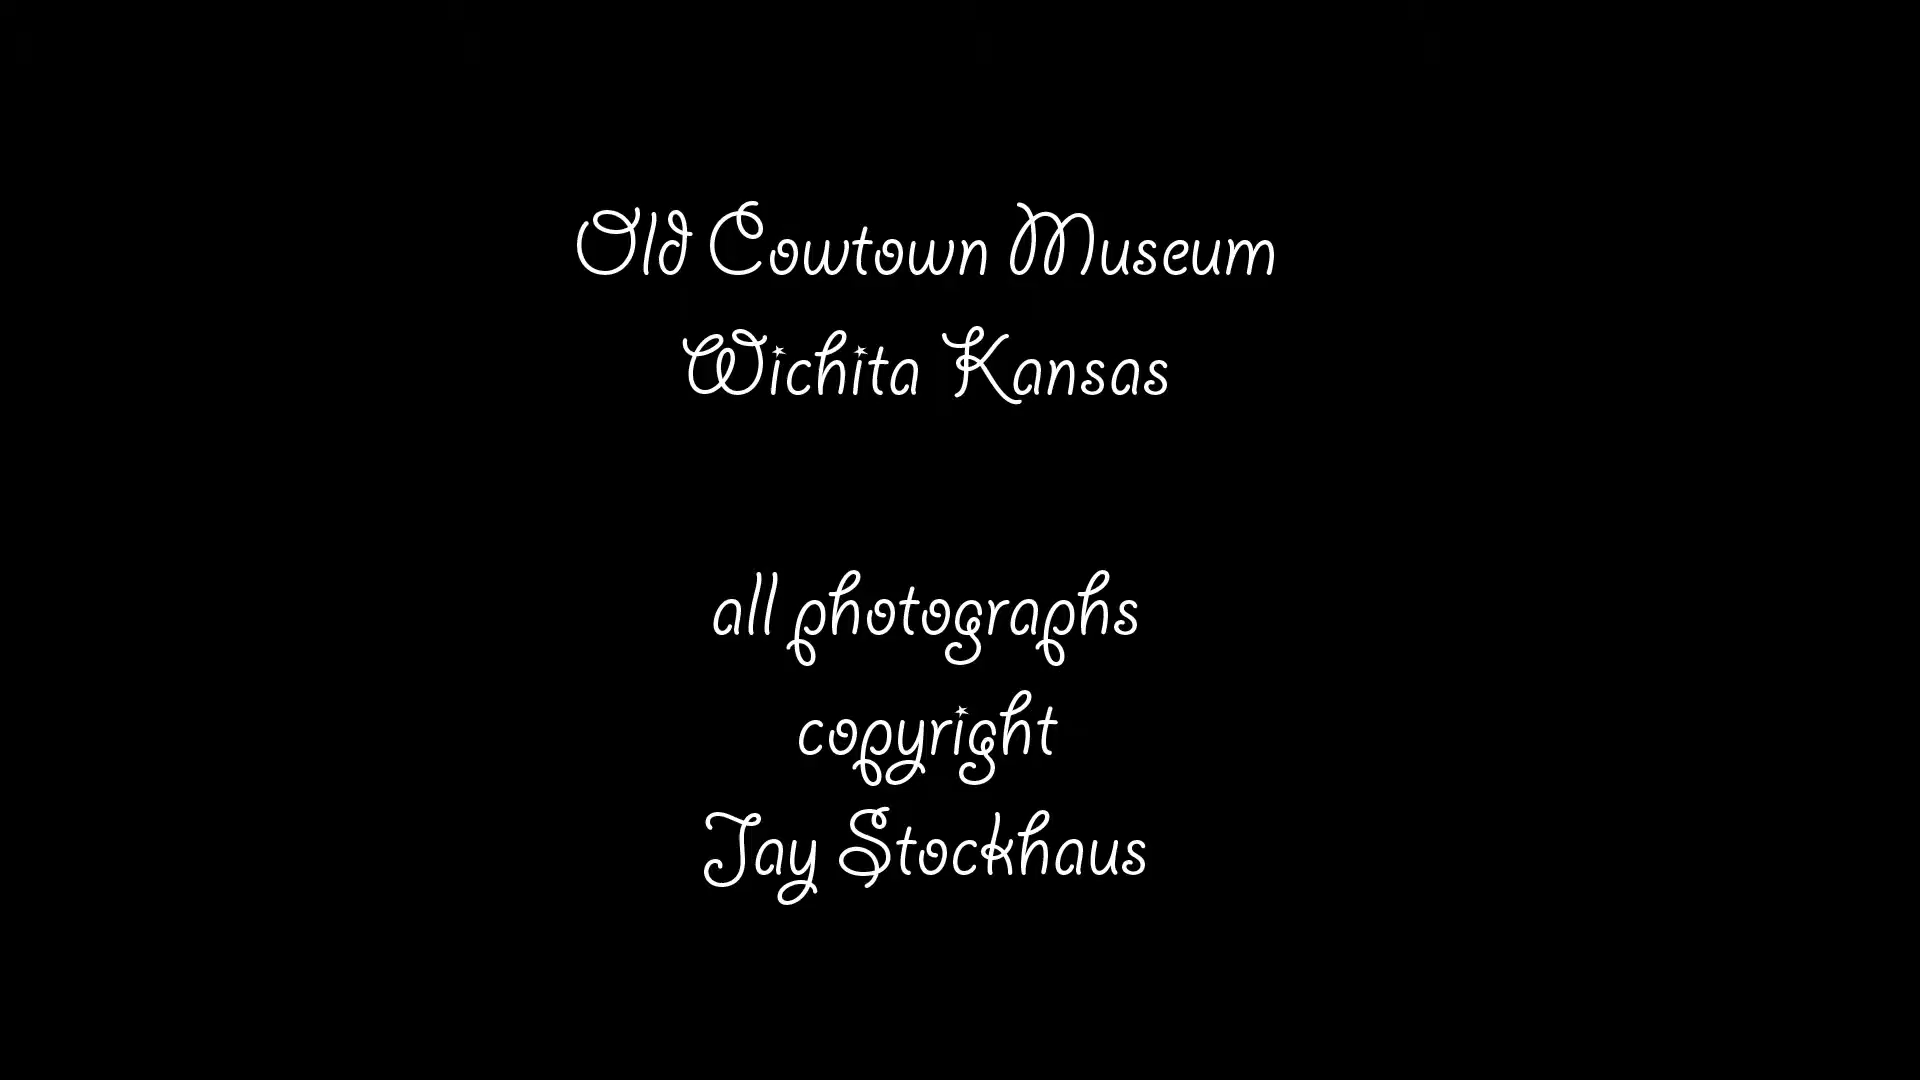 Old Cowtown Museum
Wichita Kansas
all photographs
copyright
Jay Stockhaus